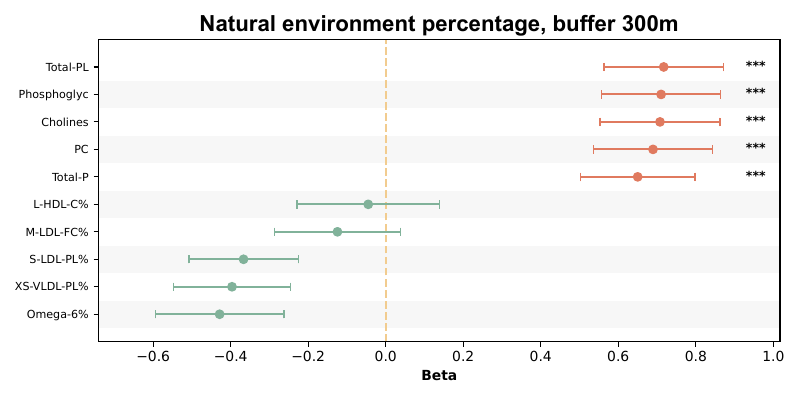 Natural environment percentage, buffer 300m
Total-PL ***
Phosphoglyc ***
Cholines ***
PC ***
Total-P ***
L-HDL-C%
M-LDL-FC%
S-LDL-PL%
XS-VLDL-PL%
Omega-6%
−0.6 −0.4 −0.2 0.0 0.2 0.4 0.6 0.8 1.0
Beta